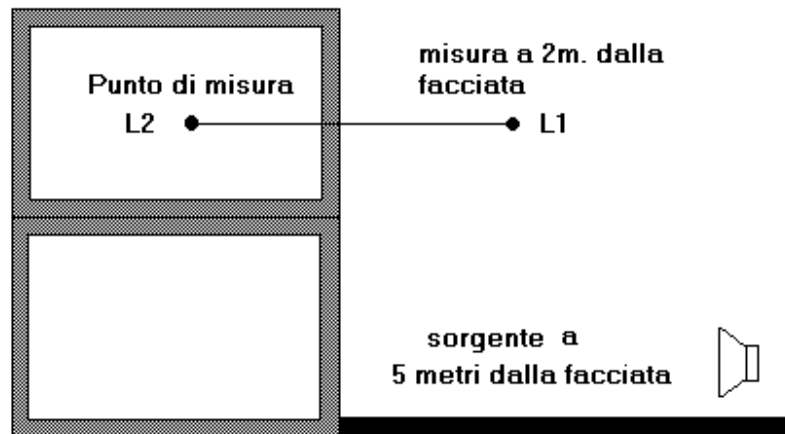 misura a 2m. dalla
facciata
Punto di misura
L2
L1
sorgente a
5 metri dalla facciata